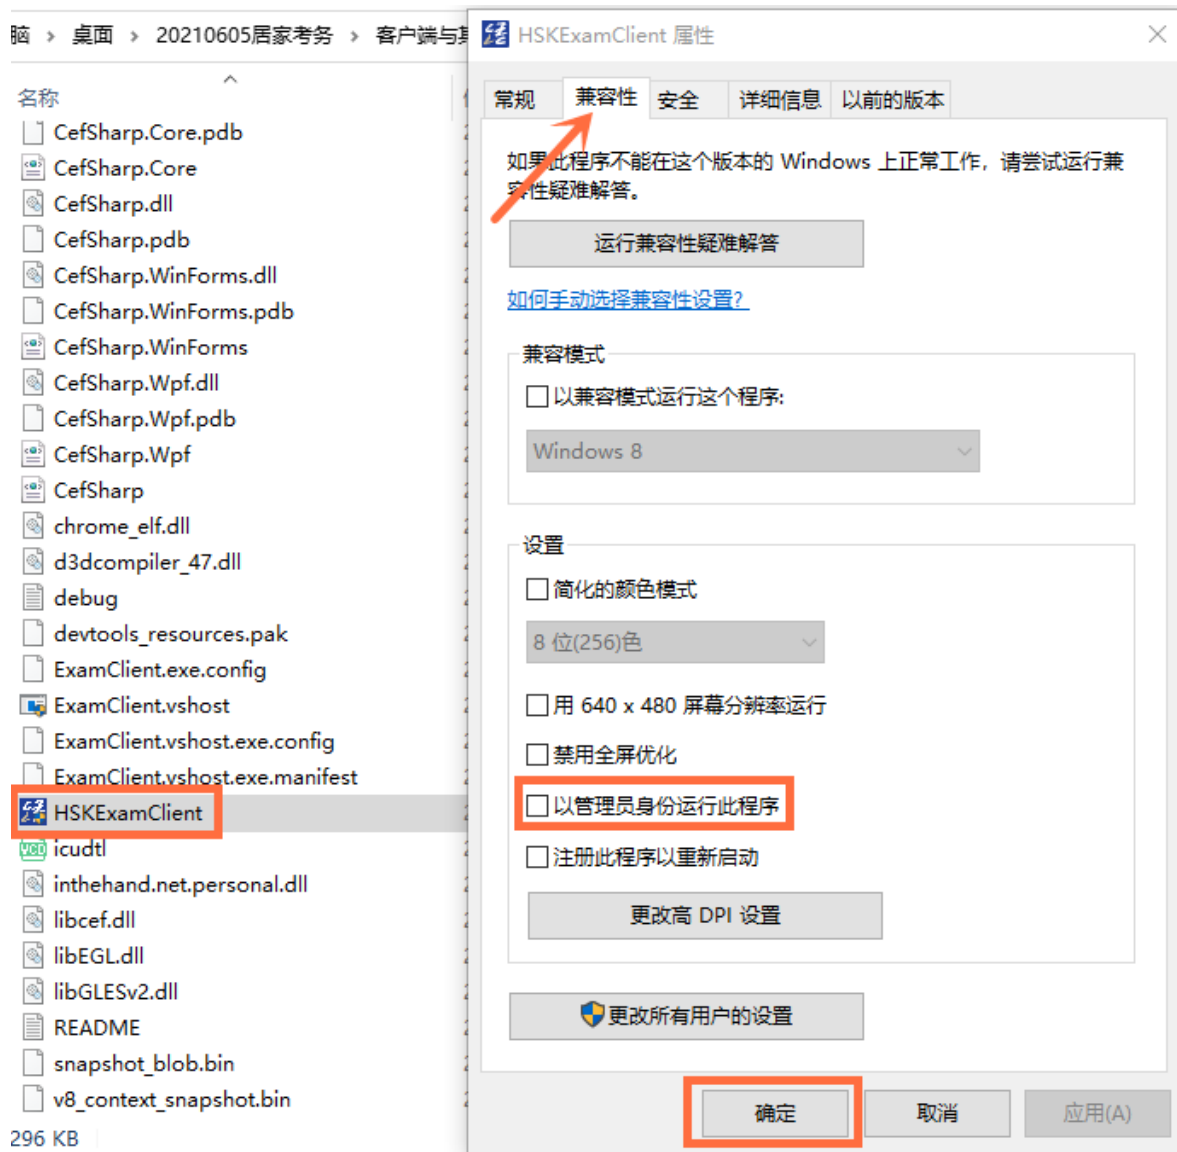 脑 › 桌面 › 20210605居家考务 › 客户端与
名称
CefSharp.Core.pdb
CefSharp.Core
CefSharp.dll
CefSharp.pdb
CefSharp.WinForms.dll
CefSharp.WinForms.pdb
CefSharp.WinForms
CefSharp.Wpf.dll
CefSharp.Wpf.pdb
CefSharp.Wpf
CefSharp
chrome_elf.dll
d3dcompiler_47.dll
debug
devtools_resources.pak
ExamClient.exe.config
ExamClient.vshost
ExamClient.vshost.exe.config
ExamClient.vshost.exe.manifest
HSKExamClient
icudtl
inthehand.net.personal.dll
libcef.dll
libEGL.dll
libGLESv2.dll
README
snapshot_blob.bin
v8_context_snapshot.bin
296 KB
HSKExamClient 属性
常规 兼容性 安全 详细信息 以前的版本
如果此程序不能在这个版本的 Windows 上正常工作，请尝试运行兼
容性疑难解答。
运行兼容性疑难解答
如何手动选择兼容性设置?
兼容模式
以兼容模式运行这个程序:
Windows 8
设置
简化的颜色模式
8 位(256)色
用 640 x 480 屏幕分辨率运行
禁用全屏优化
以管理员身份运行此程序
注册此程序以重新启动
更改高 DPI 设置
更改所有用户的设置
确定 取消 应用(A)